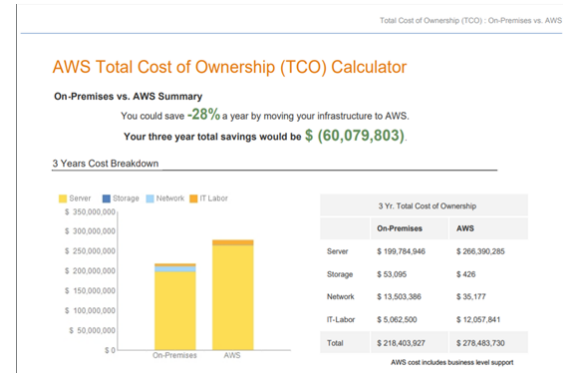 Total Cost of Ownership (TCO) : On-Premises vs. AWS
AWS Total Cost of Ownership (TCO) Calculator
On-Premises vs. AWS Summary
You could save -28% a year by moving your infrastructure to AWS.
Your three year total savings would be $ (60,079,803).
3 Years Cost Breakdown
Server Storage Network IT Labor
$ 350,000,000
$ 300,000,000
$ 250,000,000
$ 200,000,000
$ 150,000,000
$ 100,000,000
$ 50,000,000
$ 0
On-Premises AWS
3 Yr. Total Cost of Ownership
On-Premises AWS
Server $ 199,784,946 $ 266,390,285
Storage $ 53,095 $ 426
Network $ 13,503,386 $ 35,177
IT-Labor $ 5,062,500 $ 12,057,841
Total $ 218,403,927 $ 278,483,730
AWS cost includes business level support